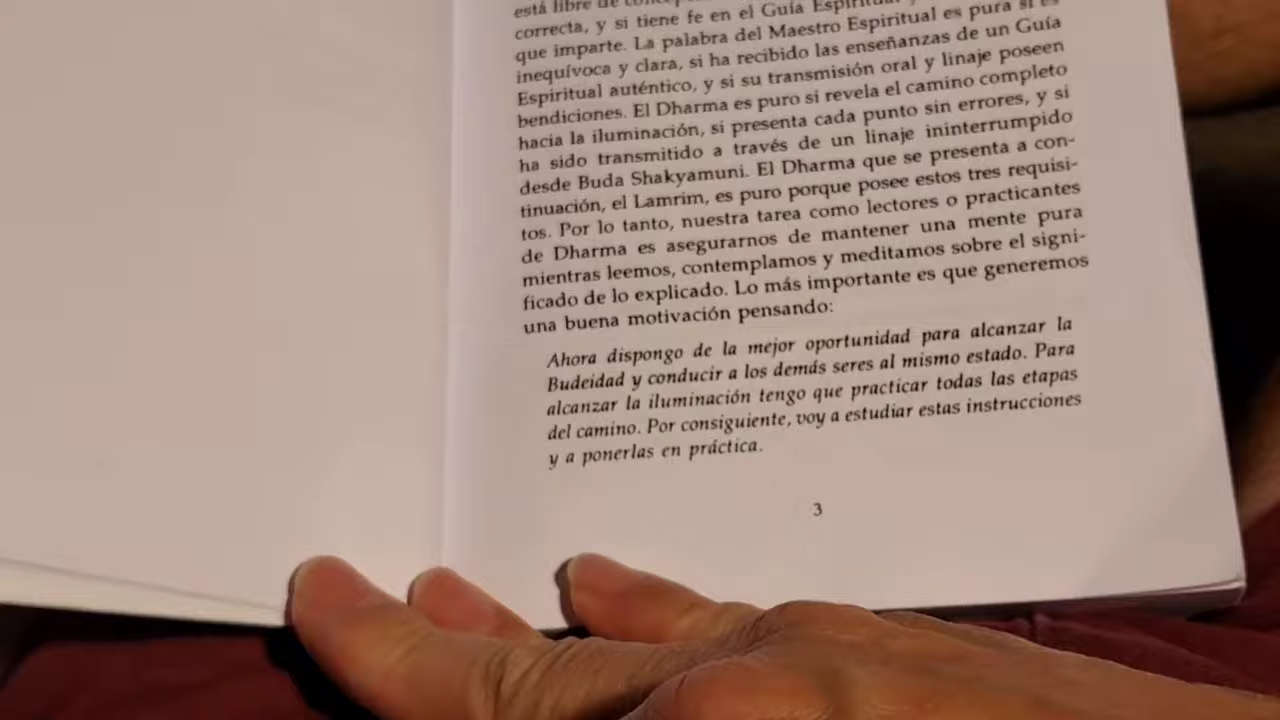 está libre de
correcta, y si tiene fe en el Guía Espiritual
que imparte. La palabra del Maestro Espiritual es pura si es
inequívoca y clara, si ha recibido las enseñanzas de un Guía
Espiritual auténtico, y si su transmisión oral y linaje poseen
bendiciones. El Dharma es puro si revela el camino completo
hacia la iluminación, si presenta cada punto sin errores, y si
ha sido transmitido a través de un linaje ininterrumpido
desde Buda Shakyamuni. El Dharma que se presenta a con-
tinuación, el Lamrim, es puro porque posee estos tres requisi-
tos. Por lo tanto, nuestra tarea como lectores o practicantes
de Dharma es asegurarnos de mantener una mente pura
mientras leemos, contemplamos y meditamos sobre el signi-
ficado de lo explicado. Lo más importante es que generemos
una buena motivación pensando:
Ahora dispongo de la mejor oportunidad para alcanzar la
Budeidad y conducir a los demás seres al mismo estado. Para
alcanzar la iluminación tengo que practicar todas las etapas
del camino. Por consiguiente, voy a estudiar estas instrucciones
y a ponerlas en práctica.
3